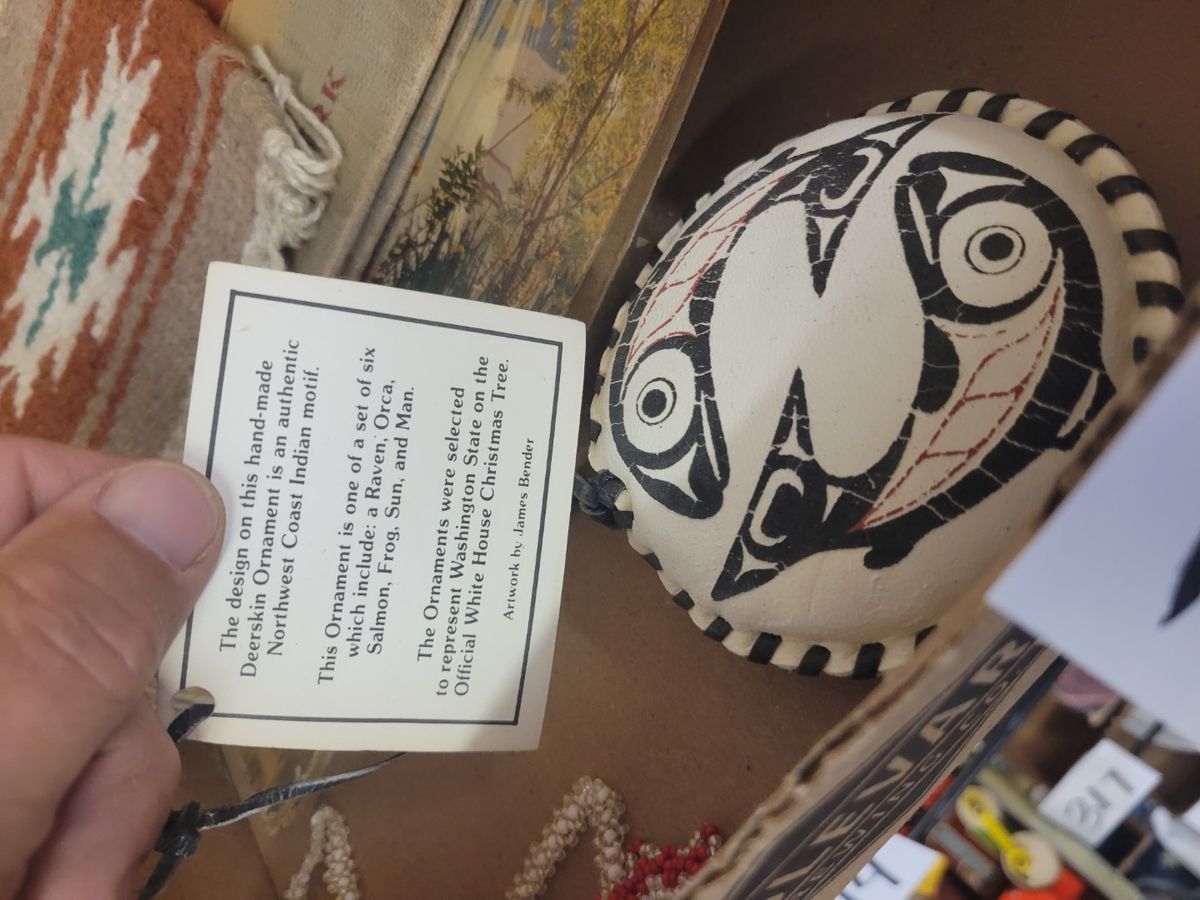 The design on this hand-made
Deerskin Ornament is an authentic
Northwest Coast Indian motif.
This Ornament is one of a set of six
which include: a Raven, Orca,
Salmon, Frog, Sun, and Man.
The Ornaments were selected
to represent Washington State on the
Official White House Christmas Tree.
Artwork by James Bender
317